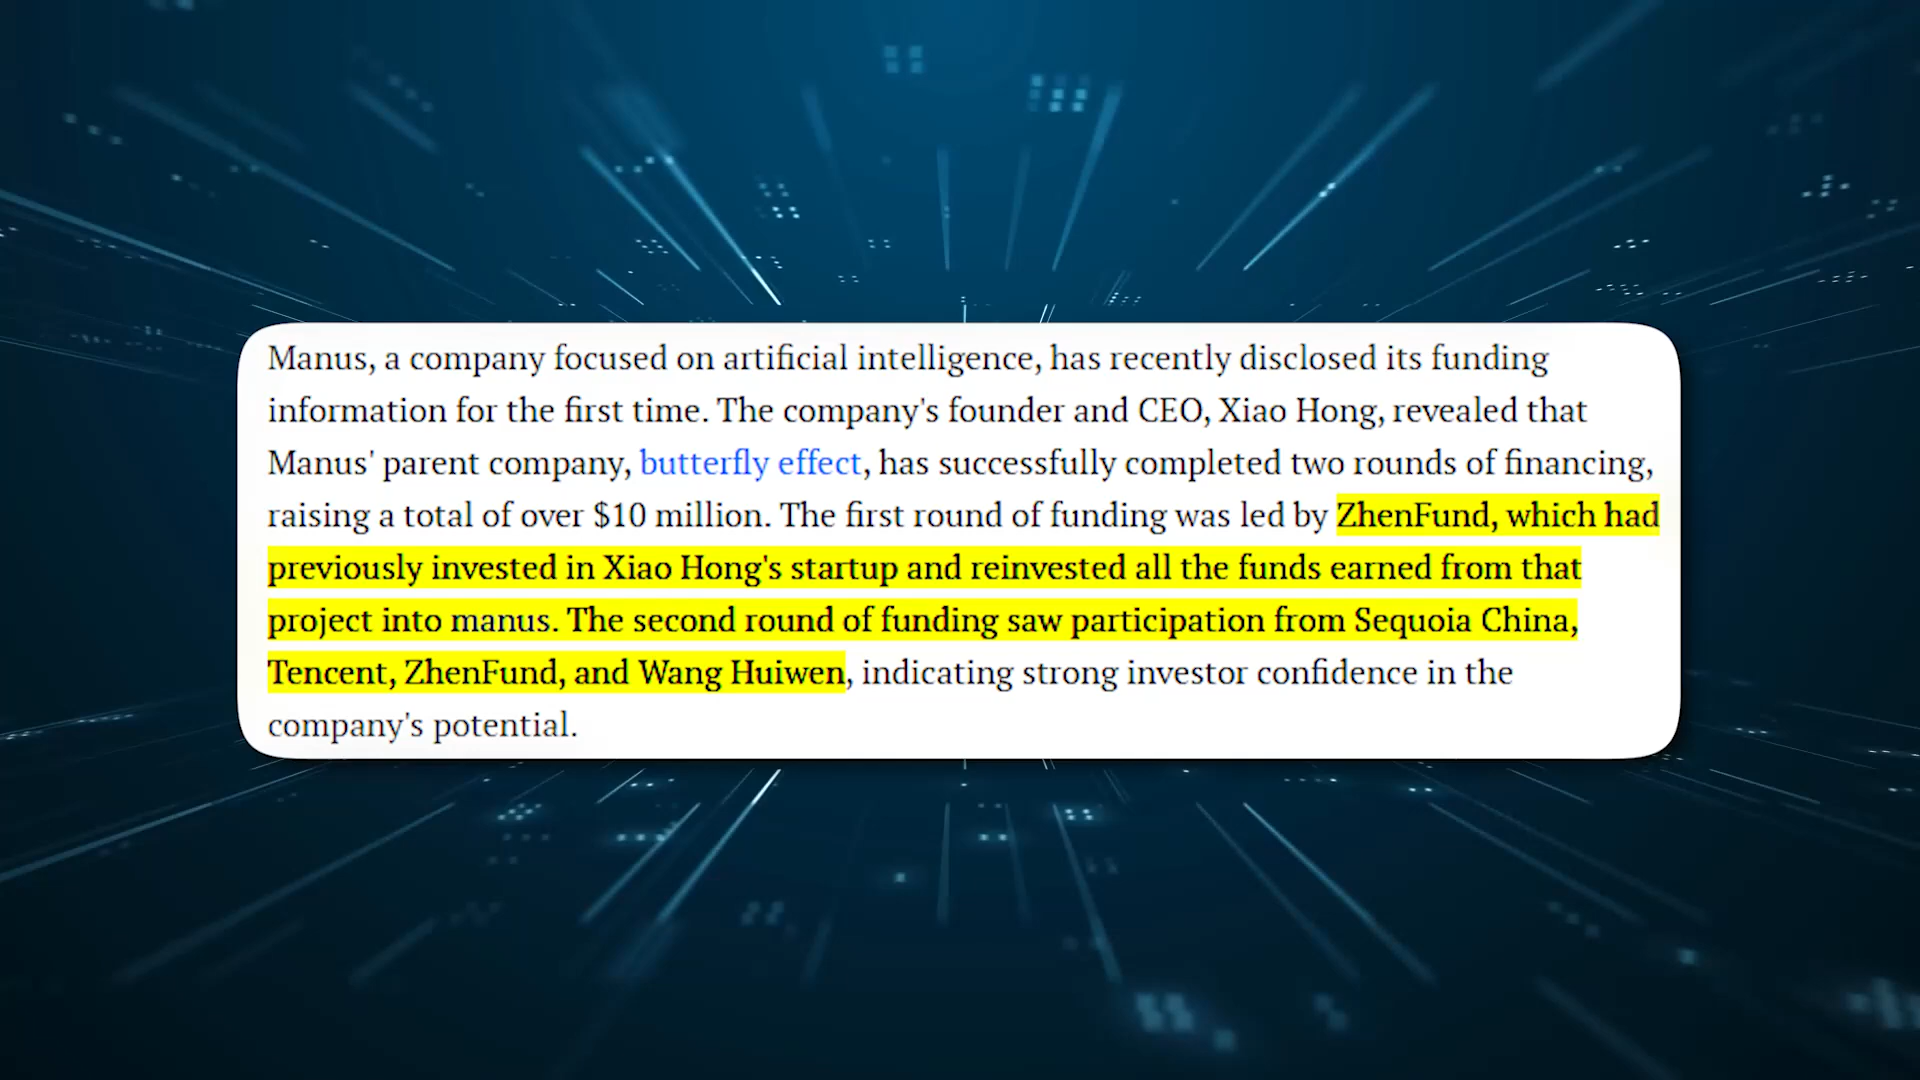 Manus, a company focused on artificial intelligence, has recently disclosed its funding
information for the first time. The company's founder and CEO, Xiao Hong, revealed that
Manus' parent company, butterfly effect, has successfully completed two rounds of financing,
raising a total of over $10 million. The first round of funding was led by ZhenFund, which had
previously invested in Xiao Hong's startup and reinvested all the funds earned from that
project into manus. The second round of funding saw participation from Sequoia China,
Tencent, ZhenFund, and Wang Huiwen, indicating strong investor confidence in the
company's potential.